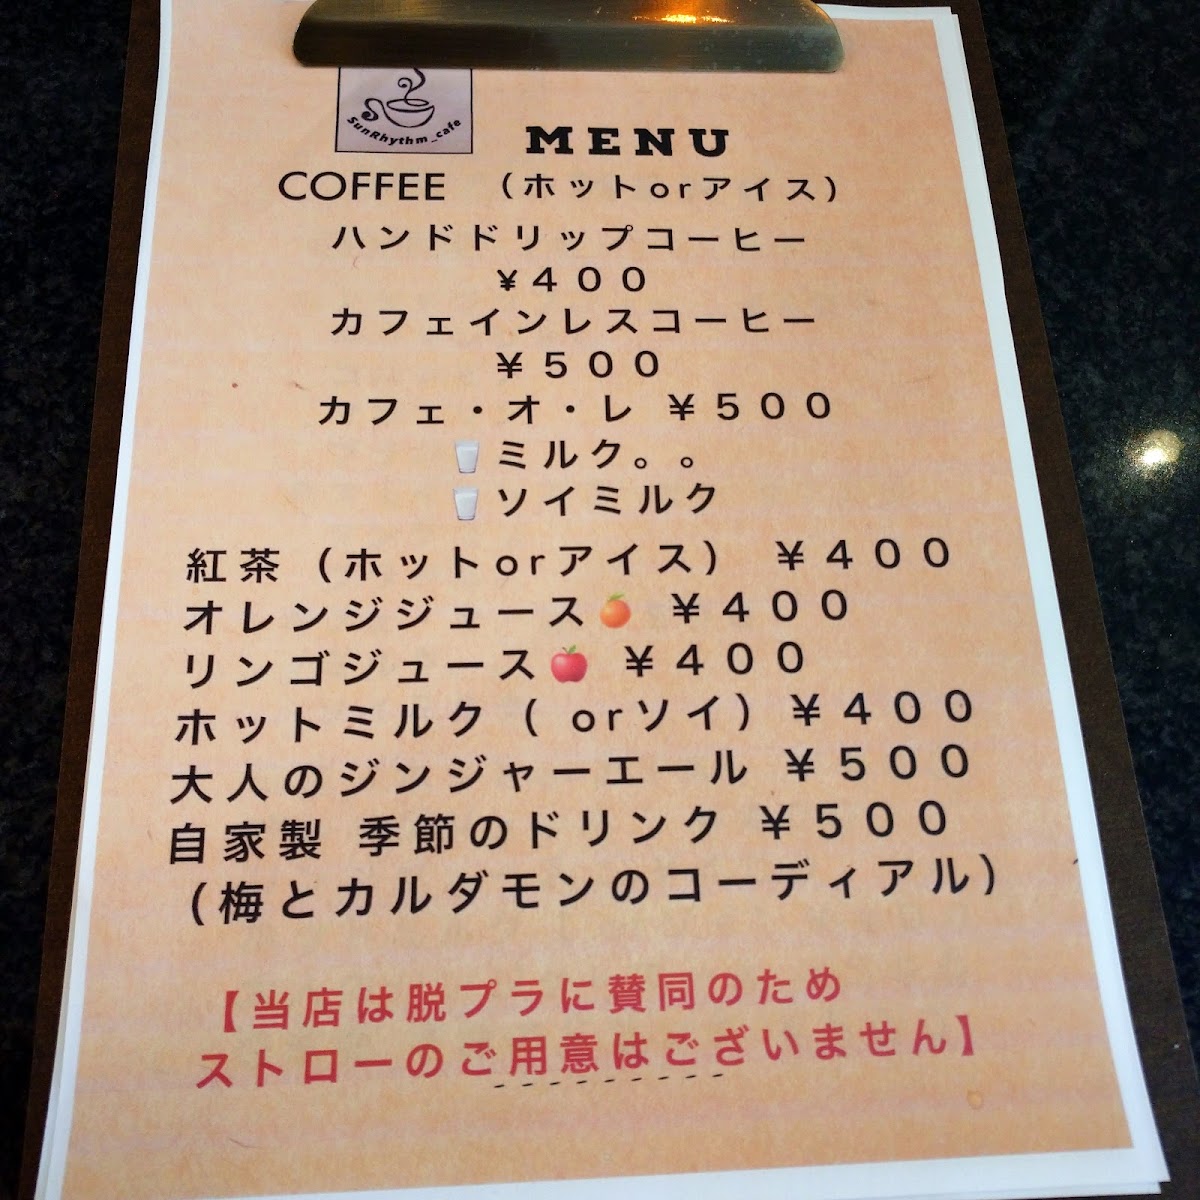 SunRhythm_cafe
MENU
COFFEE （ホットorアイス）
ハンドドリップコーヒー
￥４００
カフェインレスコーヒー
￥５００
カフェ・オ・レ ￥５００
🥛ミルク。。
🥛ソイミルク
紅茶（ホットorアイス） ￥４００
オレンジジュース🍊 ￥４００
リンゴジュース🍎 ￥４００
ホットミルク（ orソイ）￥４００
大人のジンジャーエール ￥５００
自家製 季節のドリンク ￥５００
（梅とカルダモンのコーディアル）
【当店は脱プラに賛同のため
ストローのご用意はございません】